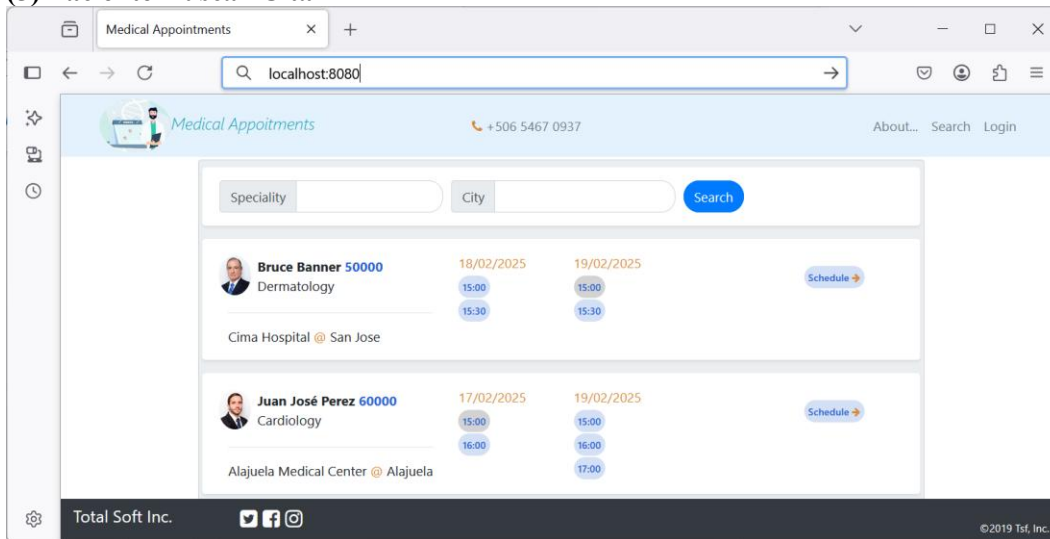 Medical Appointments
localhost:8080
Medical Appoitments +506 5467 0937 About... Search Login
Speciality City Search
Bruce Banner 50000 18/02/2025 19/02/2025
Dermatology 15:00 15:00 Schedule
15:30 15:30
Cima Hospital @ San Jose
Juan José Perez 60000 17/02/2025 19/02/2025
Cardiology 15:00 15:00 Schedule
16:00 16:00
Alajuela Medical Center @ Alajuela 17:00
Total Soft Inc.
©2019 Tsf, Inc.